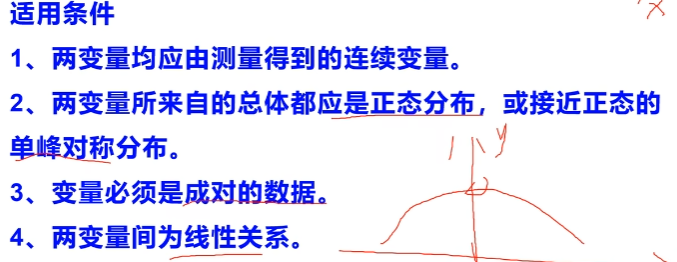 适用条件
1、两变量均应由测量得到的连续变量。
2、两变量所来自的总体都应是正态分布，或接近正态的
单峰对称分布。
3、变量必须是成对的数据。
4、两变量间为线性关系。